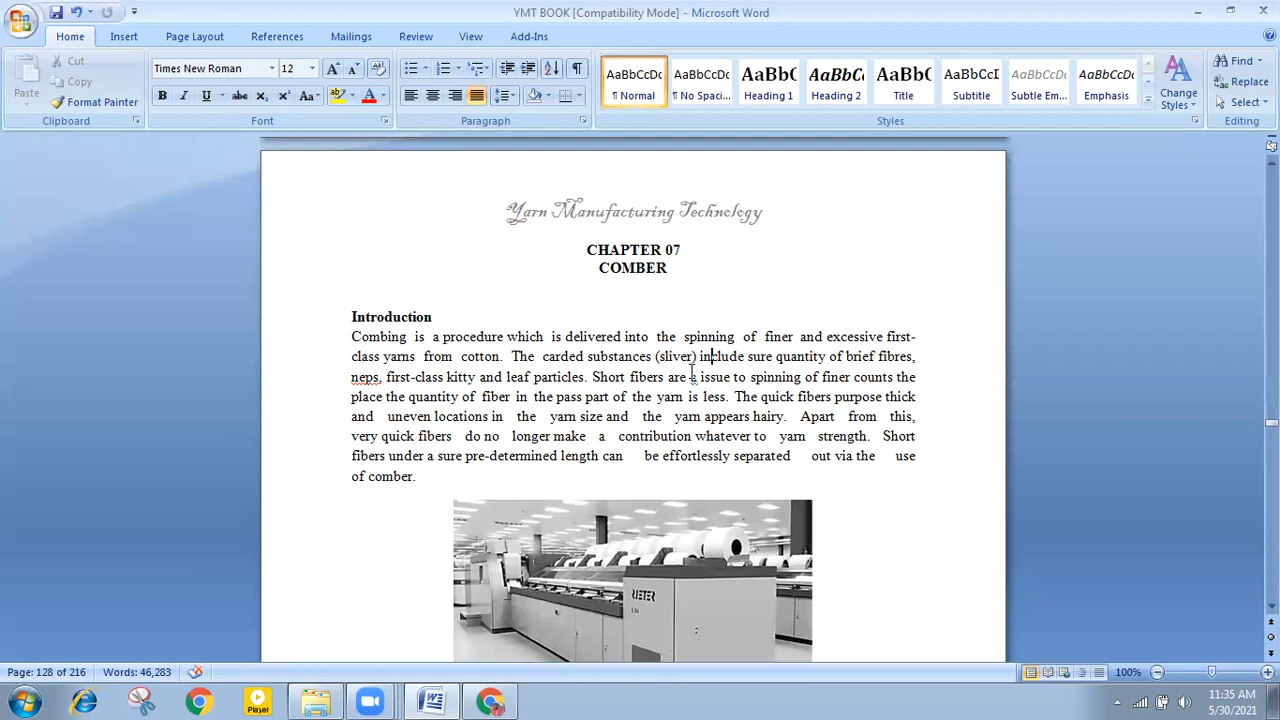 YMT BOOK [Compatibility Mode] - Microsoft Word
Home Insert Page Layout References Mailings Review View Add-Ins
Paste
Cut
Copy
Format Painter
Clipboard
Times New Roman 12
Font
Paragraph
AaBbCcDc AaBbCcDc AaBbC AaBbCc AaBbC AaBbCcI AaBbCcDc AaBbCcDc
¶ Normal ¶ No Spaci... Heading 1 Heading 2 Title Subtitle Subtle Em... Emphasis
Change
Styles
Styles
Find
Replace
Select
Editing
Yarn Manufacturing Technology
CHAPTER 07
COMBER
Introduction
Combing is a procedure which is delivered into the spinning of finer and excessive first-
class yarns from cotton. The carded substances (sliver) include sure quantity of brief fibres,
neps, first-class kitty and leaf particles. Short fibers are a issue to spinning of finer counts the
place the quantity of fiber in the pass part of the yarn is less. The quick fibers purpose thick
and uneven locations in the yarn size and the yarn appears hairy. Apart from this,
very quick fibers do no longer make a contribution whatever to yarn strength. Short
fibers under a sure pre-determined length can be effortlessly separated out via the use
of comber.
RIETER
Page: 128 of 216 Words: 46,283 100%
Player
11:35 AM
5/30/2021